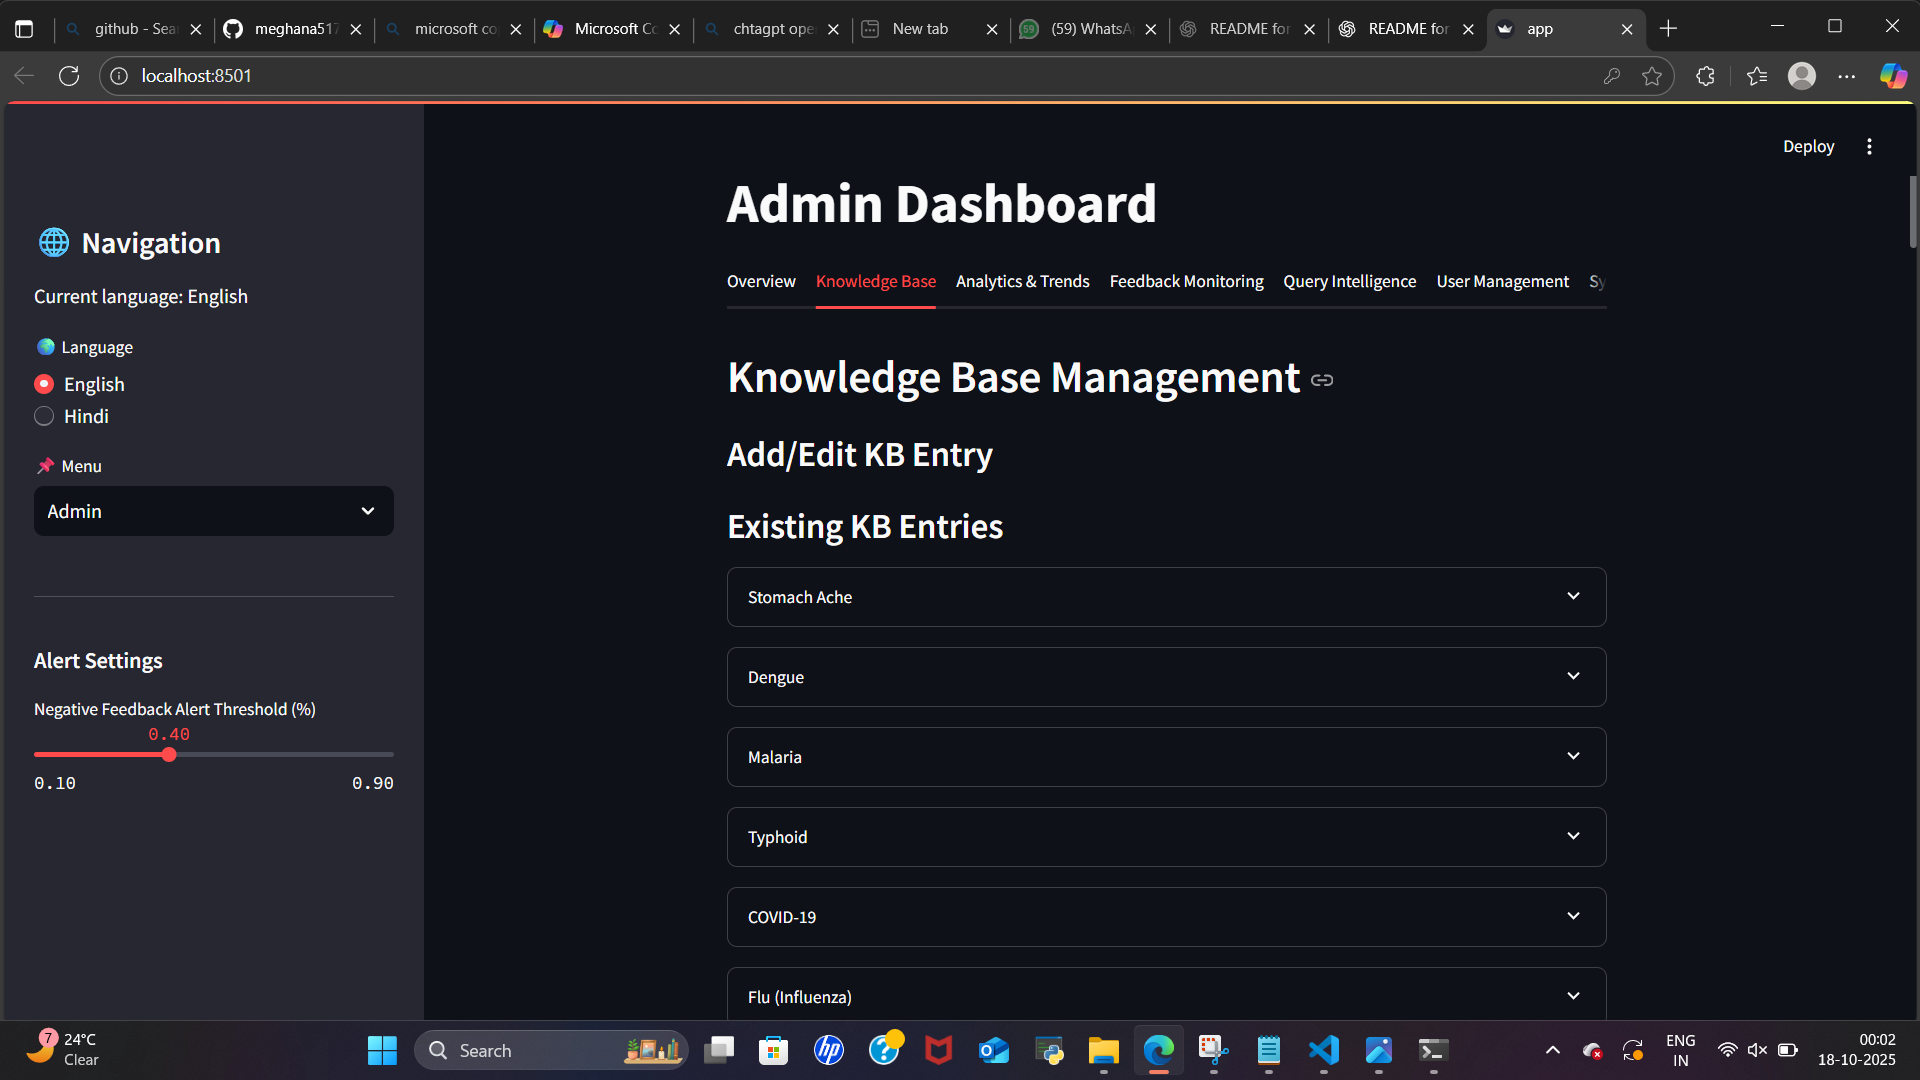 github - Sea
meghana517
microsoft co
Microsoft Co
chtagpt ope
New tab
(59) WhatsA
README for
README for
app
localhost:8501
Deploy
Navigation
Current language: English
Language
English
Hindi
Menu
Admin
Alert Settings
Negative Feedback Alert Threshold (%)
0.40
0.10 0.90
Admin Dashboard
Overview Knowledge Base Analytics & Trends Feedback Monitoring Query Intelligence User Management Sy
Knowledge Base Management
Add/Edit KB Entry
Existing KB Entries
Stomach Ache
Dengue
Malaria
Typhoid
COVID-19
Flu (Influenza)
7
24°C
Clear
Search
hp
ENG
IN
00:02
18-10-2025